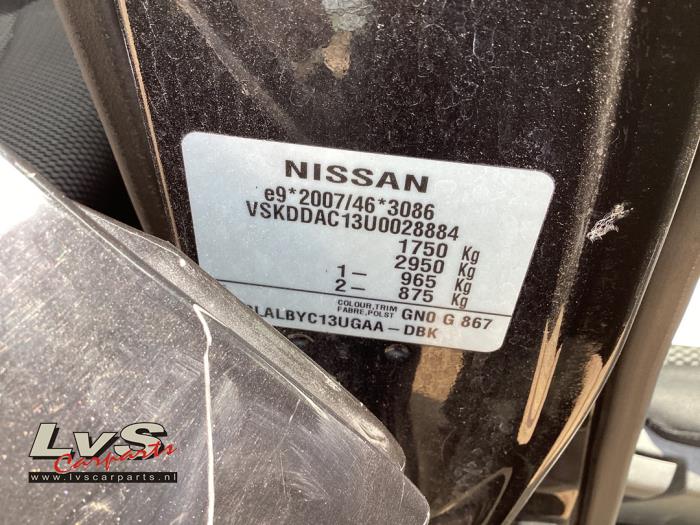 NISSAN
e9*2007/46*3086
VSKDDAC13U0028884
1750 Kg
2950 Kg
1- 965 Kg
2- 875 Kg
COLOUR,TRIM
FABRE,POLST GN0 G 867
LALBYC13UGAA-DBK
LvS
Carparts
www.lvscarparts.nl